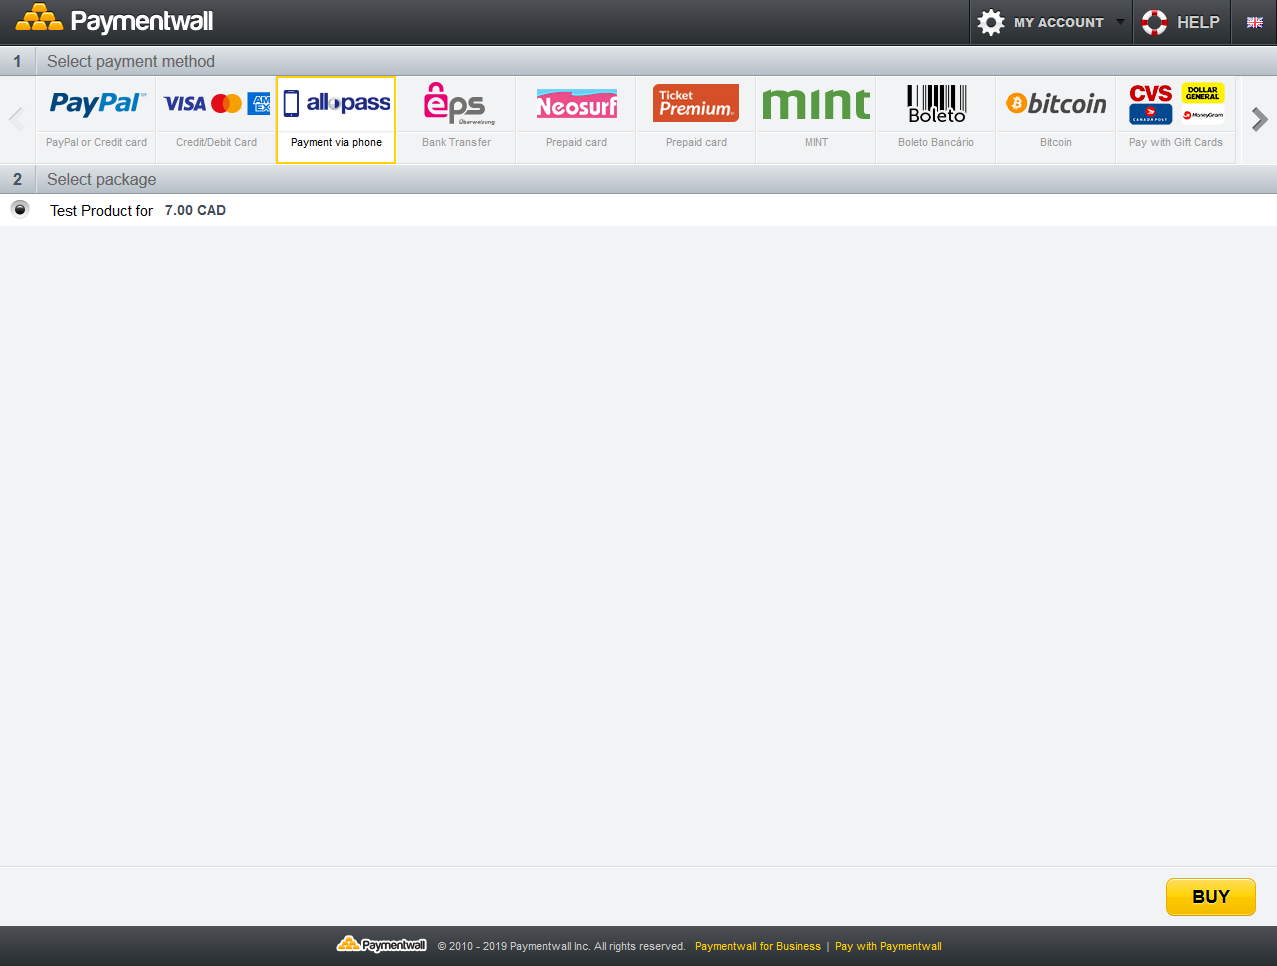 Paymentwall
MY ACCOUNT
HELP
1 Select payment method
PayPal™
PayPal or Credit card
VISA AM EX
Credit/Debit Card
allopass
Payment via phone
eps Überweisung
Bank Transfer
Neosurf
Prepaid card
Ticket Premium.
Prepaid card
mint
MINT
Boleto
Boleto Bancário
bitcoin
Bitcoin
CVS DOLLAR GENERAL
CANADA POST MoneyGram
Pay with Gift Cards
2 Select package
Test Product for 7.00 CAD
BUY
Paymentwall © 2010 - 2019 Paymentwall Inc. All rights reserved. Paymentwall for Business | Pay with Paymentwall